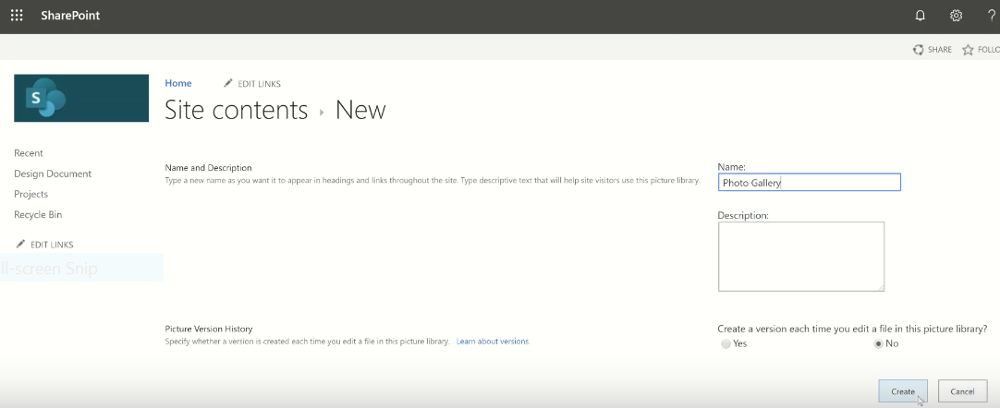 SharePoint
?
SHARE
FOLLO
S
Home
EDIT LINKS
Site contents › New
Recent
Design Document
Projects
Recycle Bin
EDIT LINKS
ll-screen Snip
Name and Description
Type a new name as you want it to appear in headings and links throughout the site. Type descriptive text that will help site visitors use this picture library.
Name:
Photo Gallery
Description:
Picture Version History
Specify whether a version is created each time you edit a file in this picture library. Learn about versions.
Create a version each time you edit a file in this picture library?
Yes
No
Create
Cancel